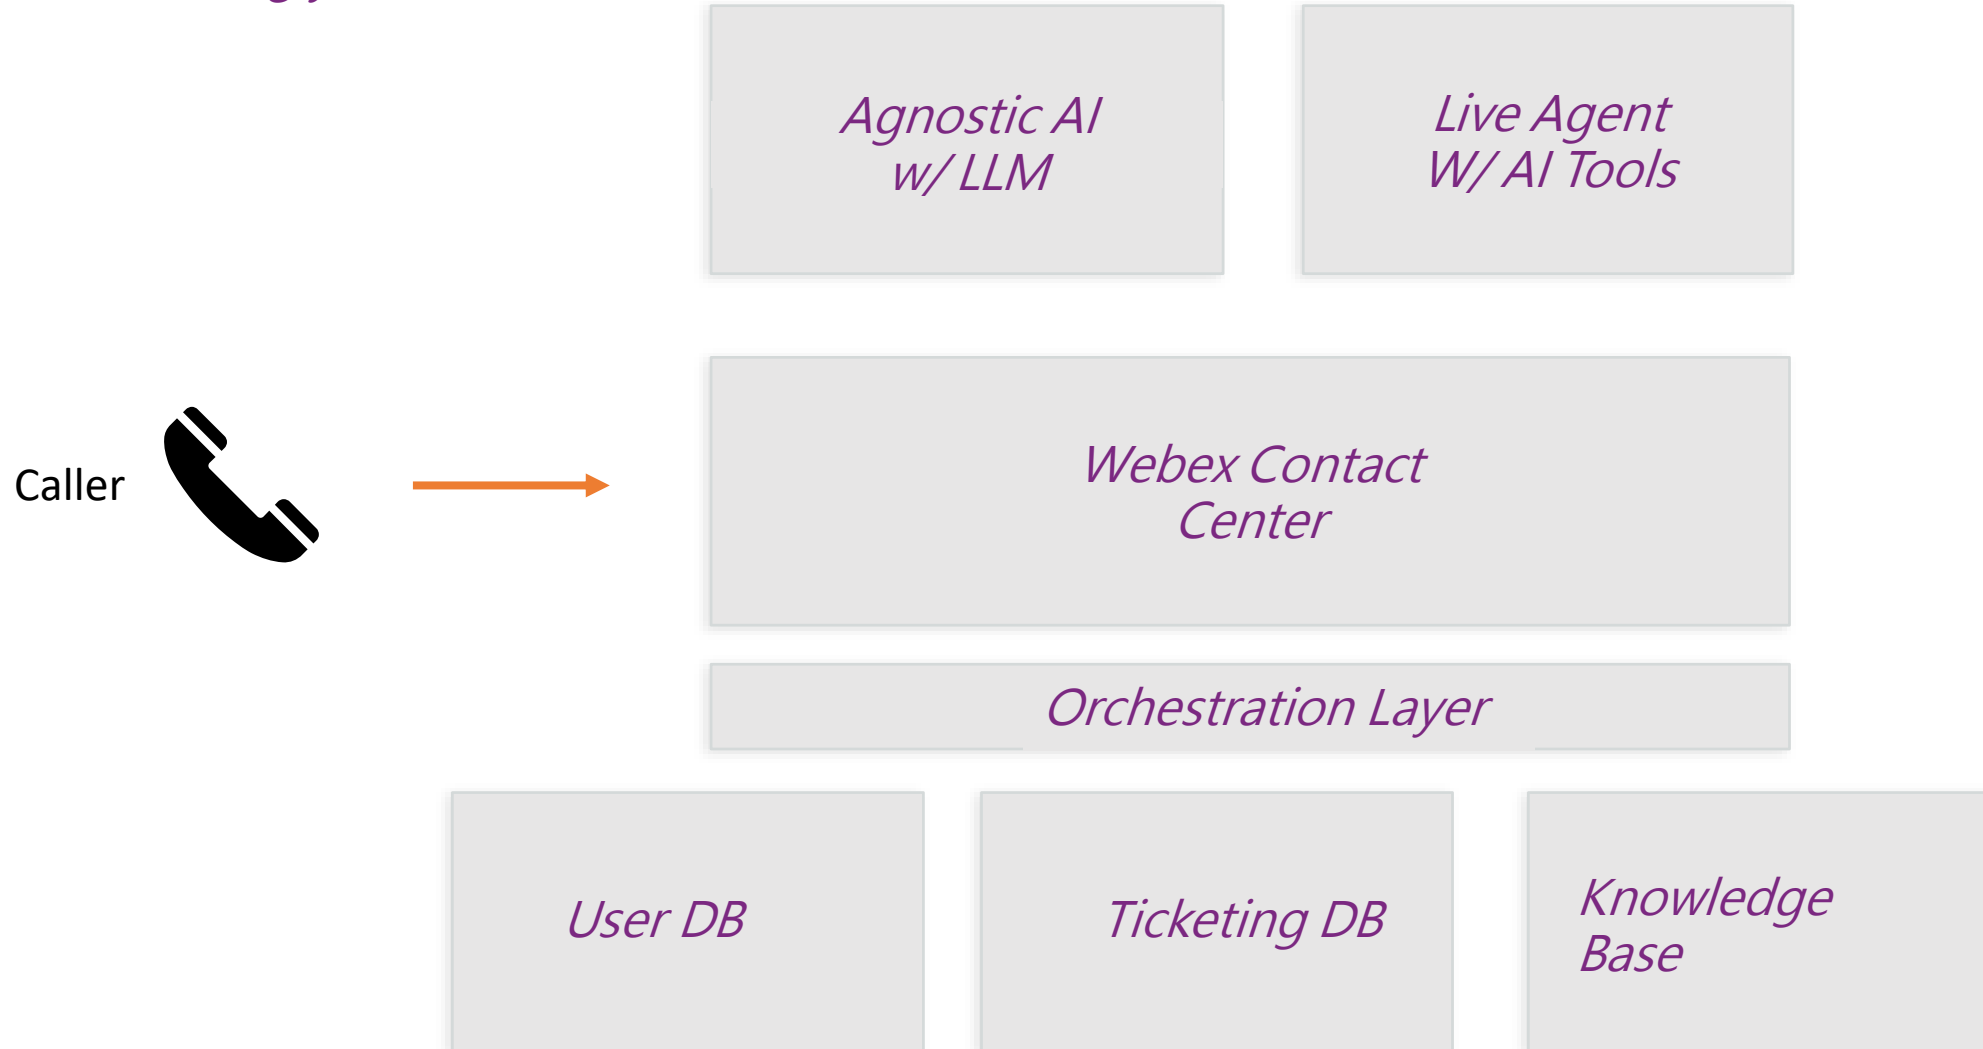 Agnostic AI
w/ LLM
Live Agent
W/ AI Tools
Caller
Webex Contact
Center
Orchestration Layer
User DB
Ticketing DB
Knowledge
Base